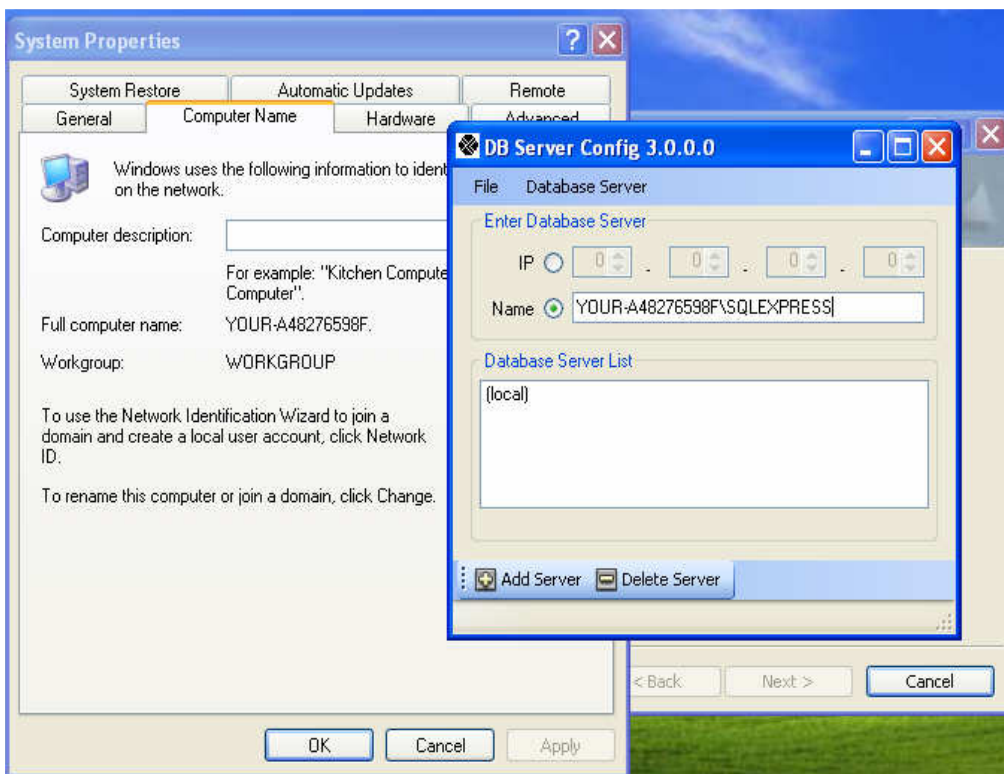 System Properties
System Restore
Automatic Updates
Remote
General
Computer Name
Hardware
Advanced
Windows uses the following information to ident
on the network.
Computer description:
For example: "Kitchen Compute
Computer".
Full computer name:
YOUR-A48276598F.
Workgroup:
WORKGROUP
To use the Network Identification Wizard to join a
domain and create a local user account, click Network
ID.
To rename this computer or join a domain, click Change.
OK
Cancel
Apply
DB Server Config 3.0.0.0
File
Database Server
Enter Database Server
IP
0 . 0 . 0 . 0
Name
YOUR-A48276598F\SQLEXPRESS
Database Server List
(local)
Add Server
Delete Server
< Back
Next >
Cancel